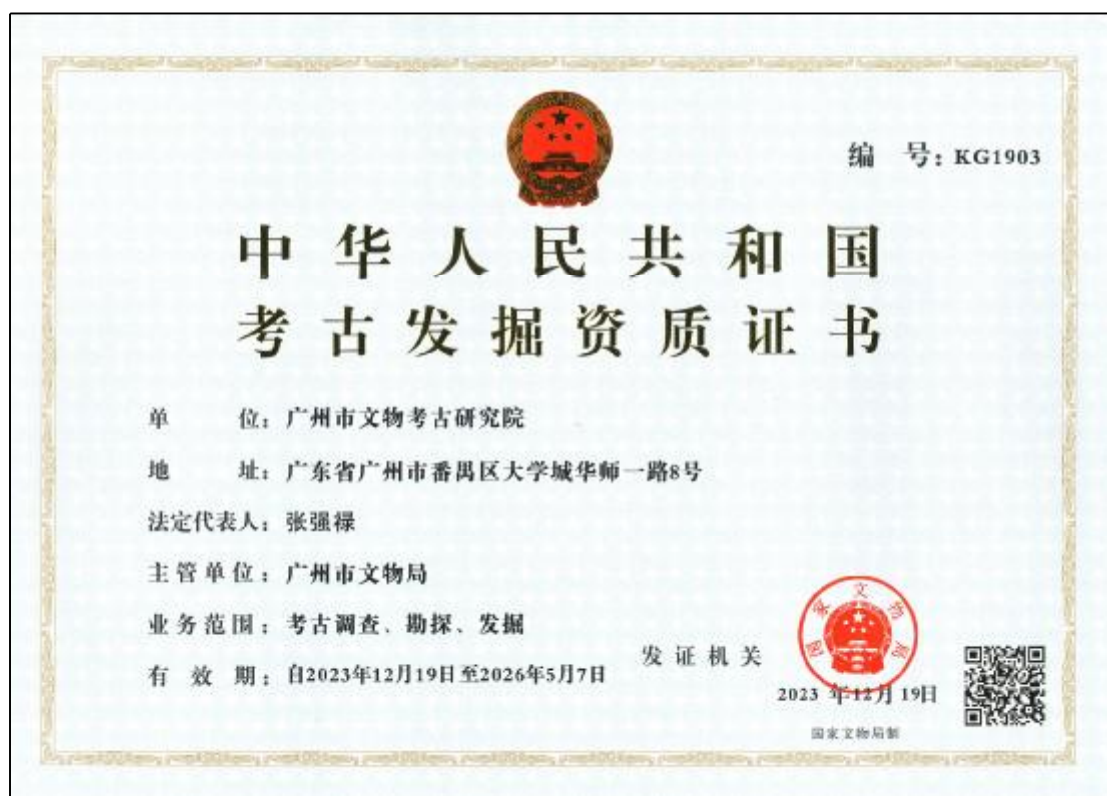 编 号：KG1903
中华人民共和国
考古发掘资质证书
单 位：广州市文物考古研究院
地 址：广东省广州市番禺区大学城华师一路8号
法定代表人：张强禄
主管单位：广州市文物局
业务范围：考古调查、勘探、发掘
有 效 期：自2023年12月19日至2026年5月7日
发证机关
国家文物局
2023 年12月19日
国家文物局制